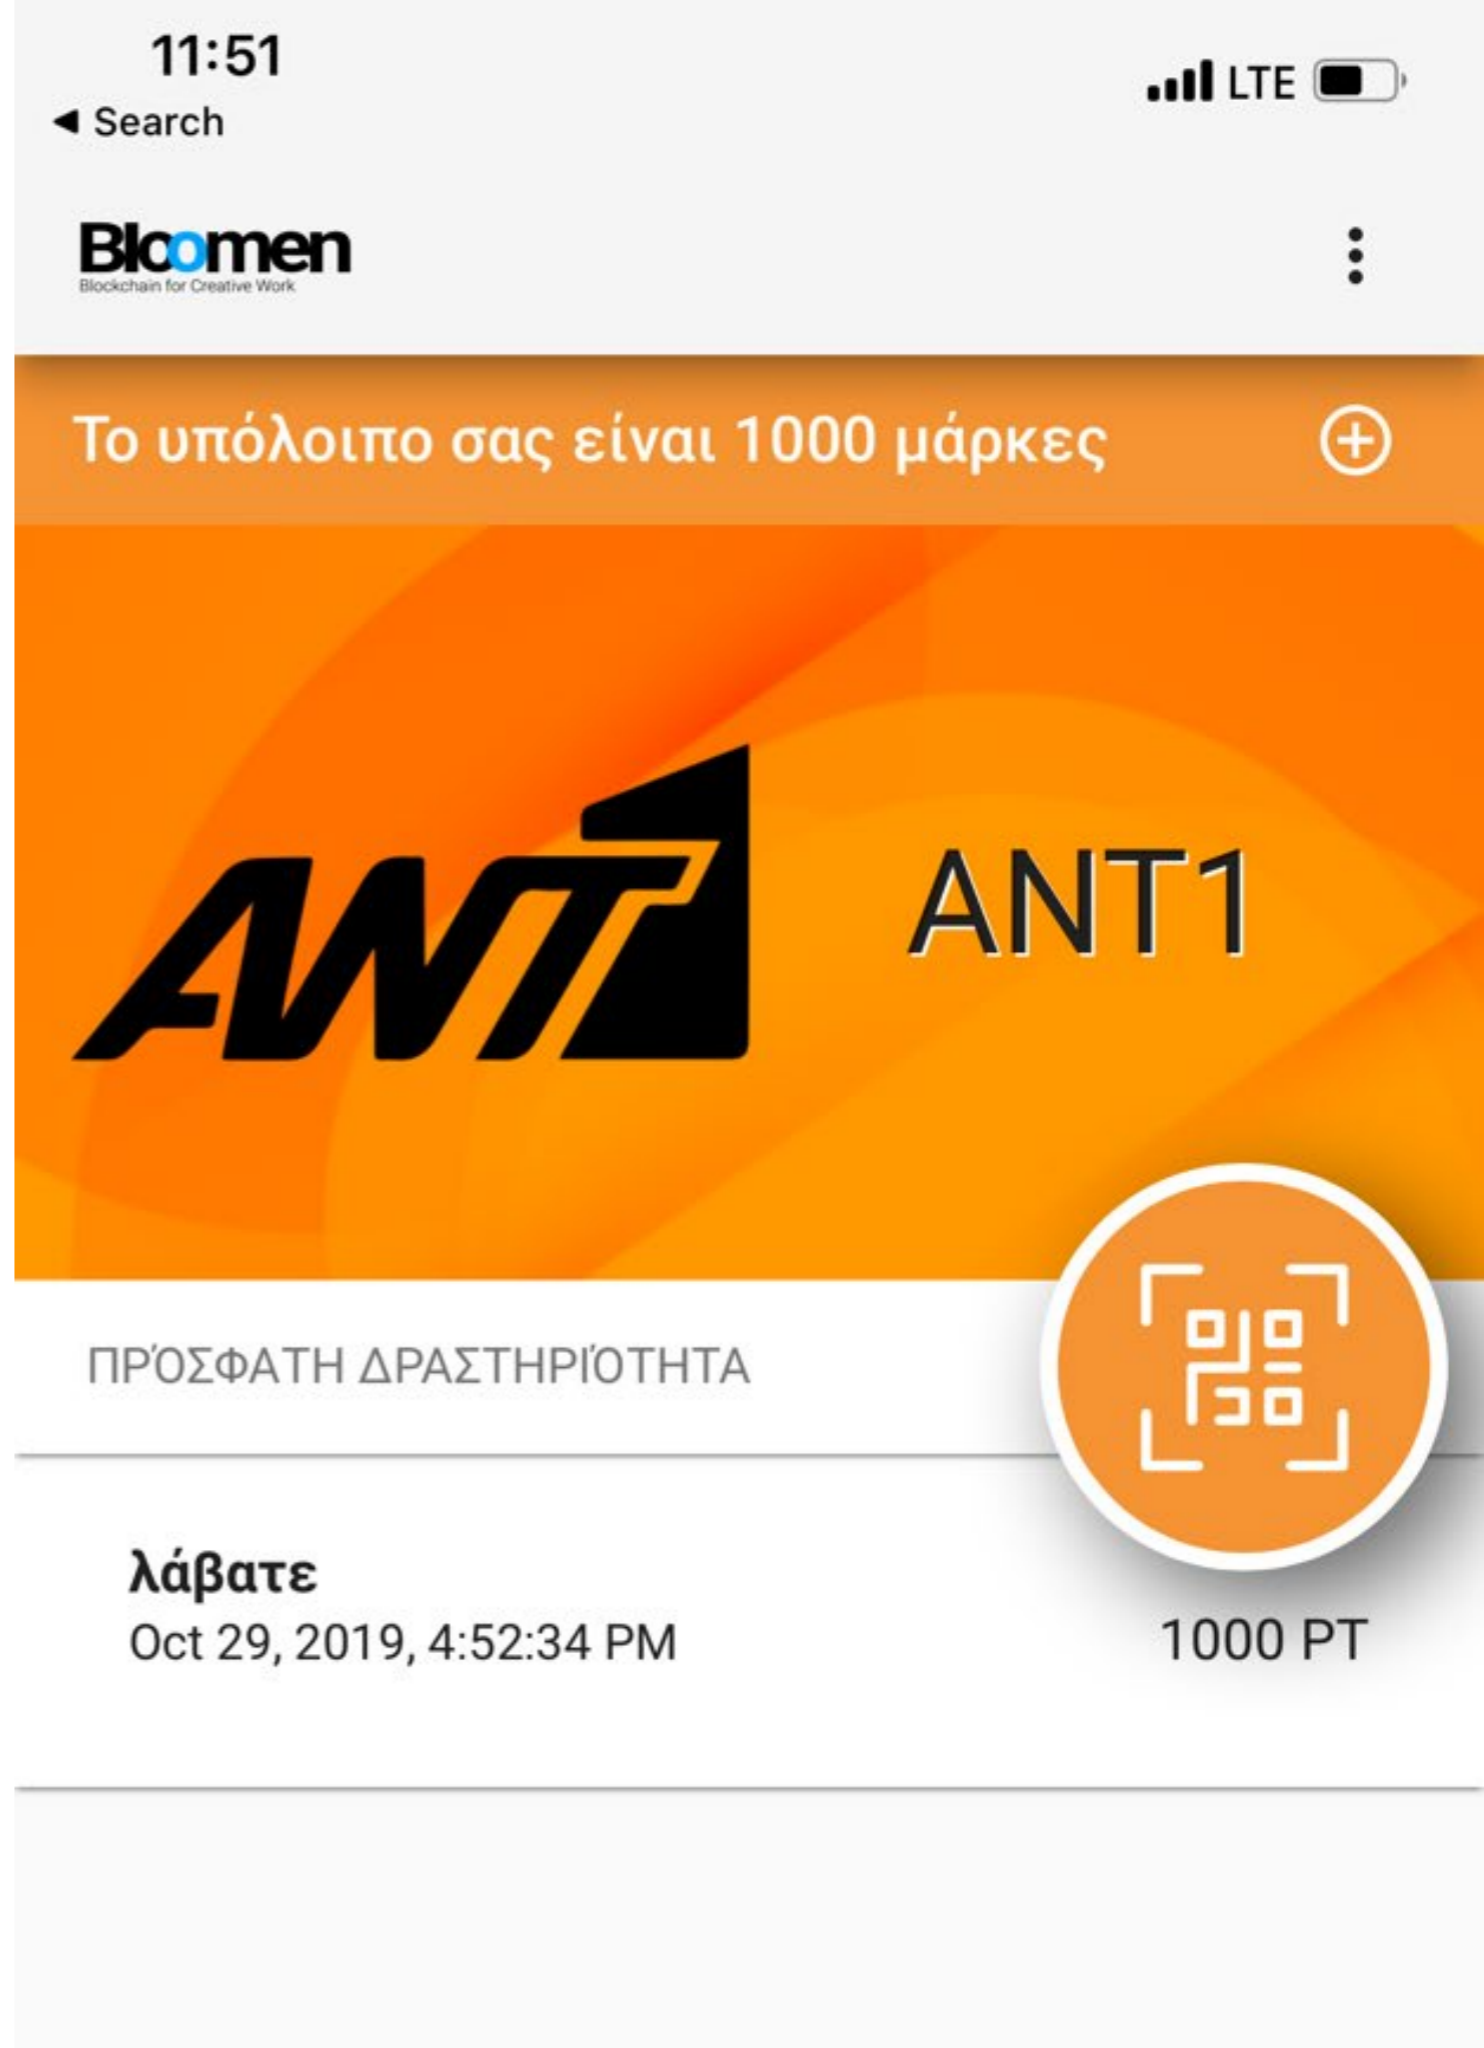 11:51
LTE
◀ Search
Bloomen
Blockchain for Creative Work
Το υπόλοιπο σας είναι 1000 μάρκες
ANT1
ANT1
ΠΡΌΣΦΑΤΗ ΔΡΑΣΤΗΡΙΌΤΗΤΑ
λάβατε
Oct 29, 2019, 4:52:34 PM
1000 PT